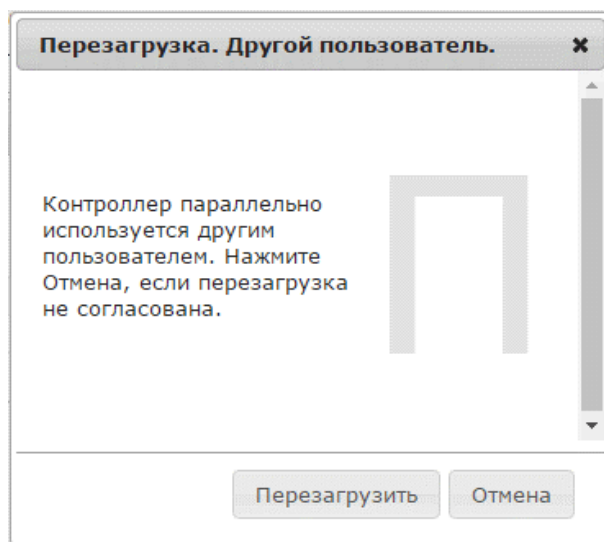 Перезагрузка. Другой пользователь.
Контроллер параллельно
используется другим
пользователем. Нажмите
Отмена, если перезагрузка
не согласована.
П
Перезагрузить Отмена